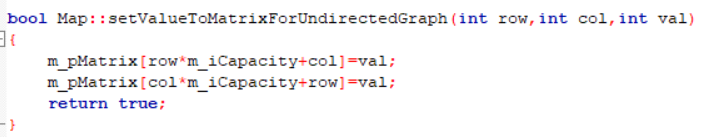 bool Map::setValueToMatrixForUndirectedGraph(int row,int col,int val)
{
    m_pMatrix[row*m_iCapacity+col]=val;
    m_pMatrix[col*m_iCapacity+row]=val;
    return true;
}